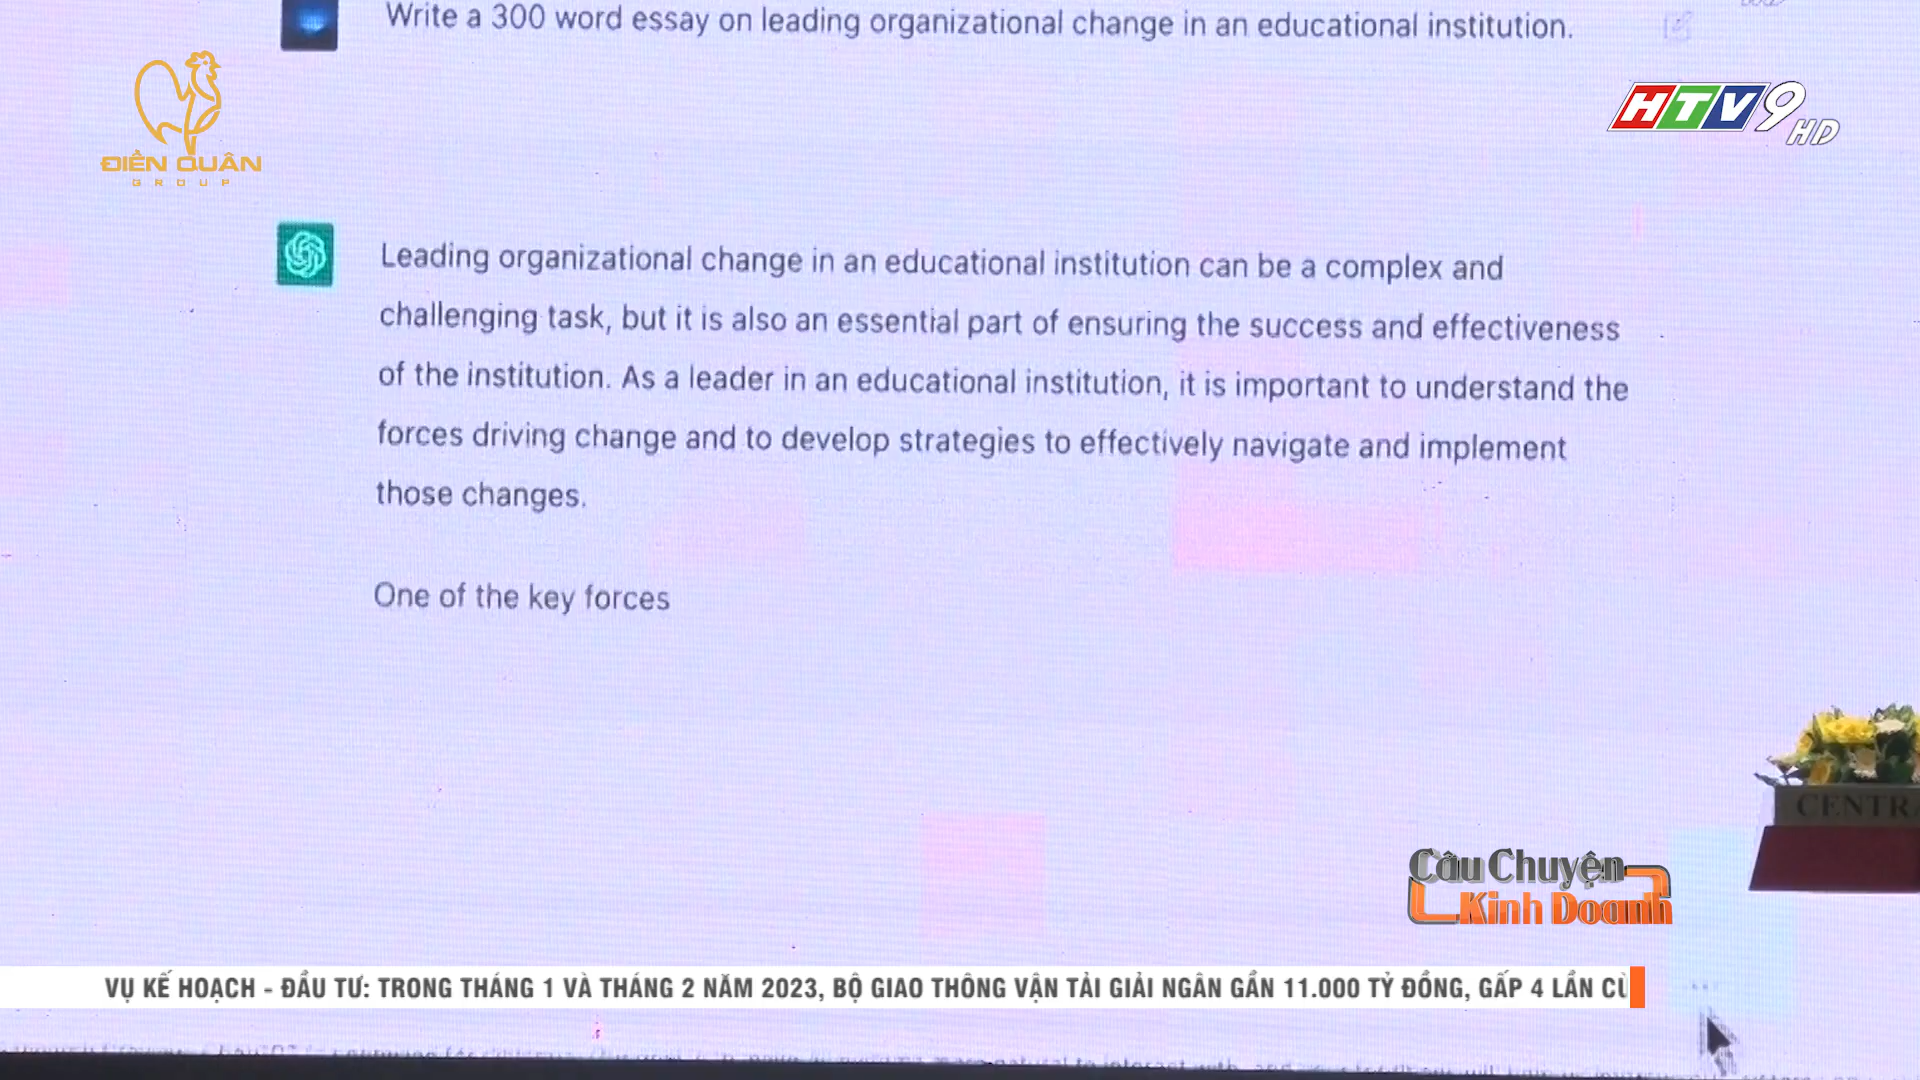 Write a 300 word essay on leading organizational change in an educational institution.
ĐIỀN QUÂN
GROUP
HTV9
HD
Leading organizational change in an educational institution can be a complex and
challenging task, but it is also an essential part of ensuring the success and effectiveness
of the institution. As a leader in an educational institution, it is important to understand the
forces driving change and to develop strategies to effectively navigate and implement
those changes.
One of the key forces
CENTRA
Câu Chuyện
Kinh Doanh
VỤ KẾ HOẠCH - ĐẦU TƯ: TRONG THÁNG 1 VÀ THÁNG 2 NĂM 2023, BỘ GIAO THÔNG VẬN TẢI GIẢI NGÂN GẦN 11.000 TỶ ĐỒNG, GẤP 4 LẦN CÙ